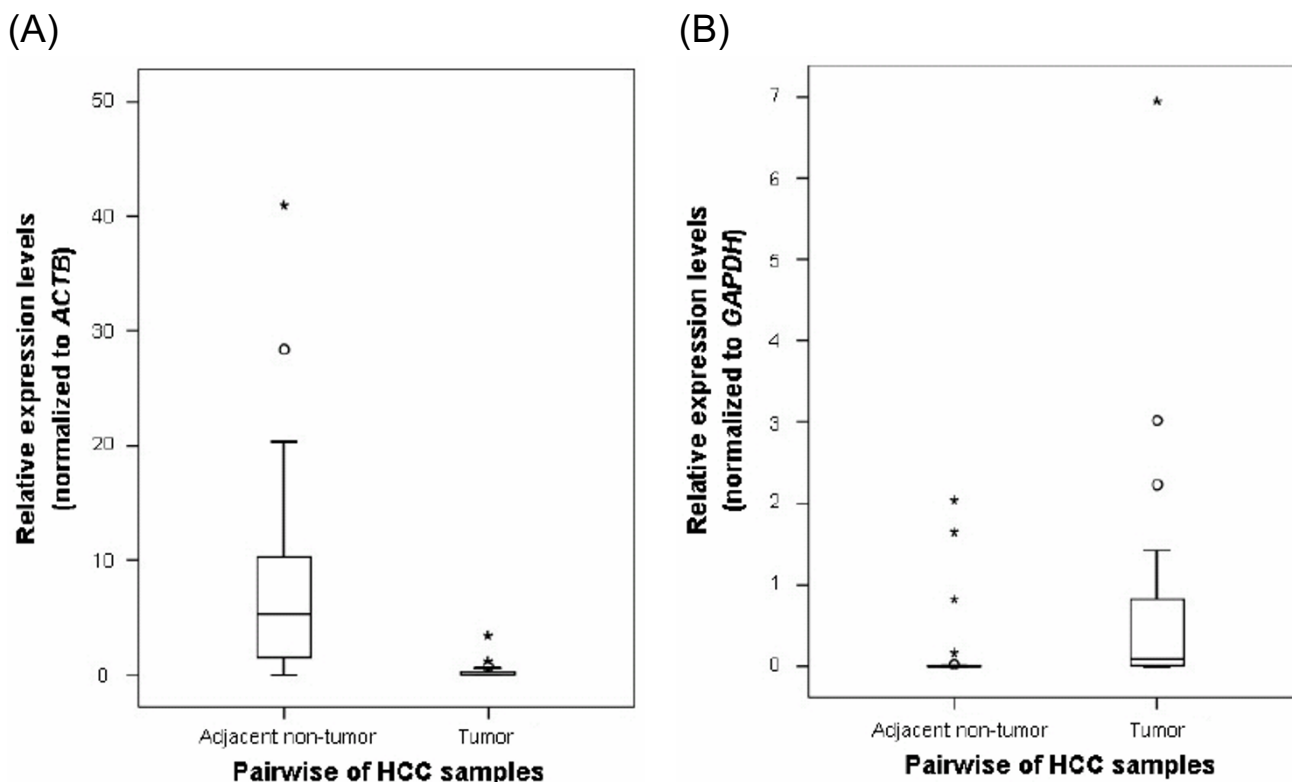 (A)
Relative expression levels
(normalized to ACTB)
50
40
30
20
10
0
Adjacent non-tumor
Tumor
Pairwise of HCC samples
(B)
Relative expression levels
(normalized to GAPDH)
7
6
5
4
3
2
1
0
Adjacent non-tumor
Tumor
Pairwise of HCC samples